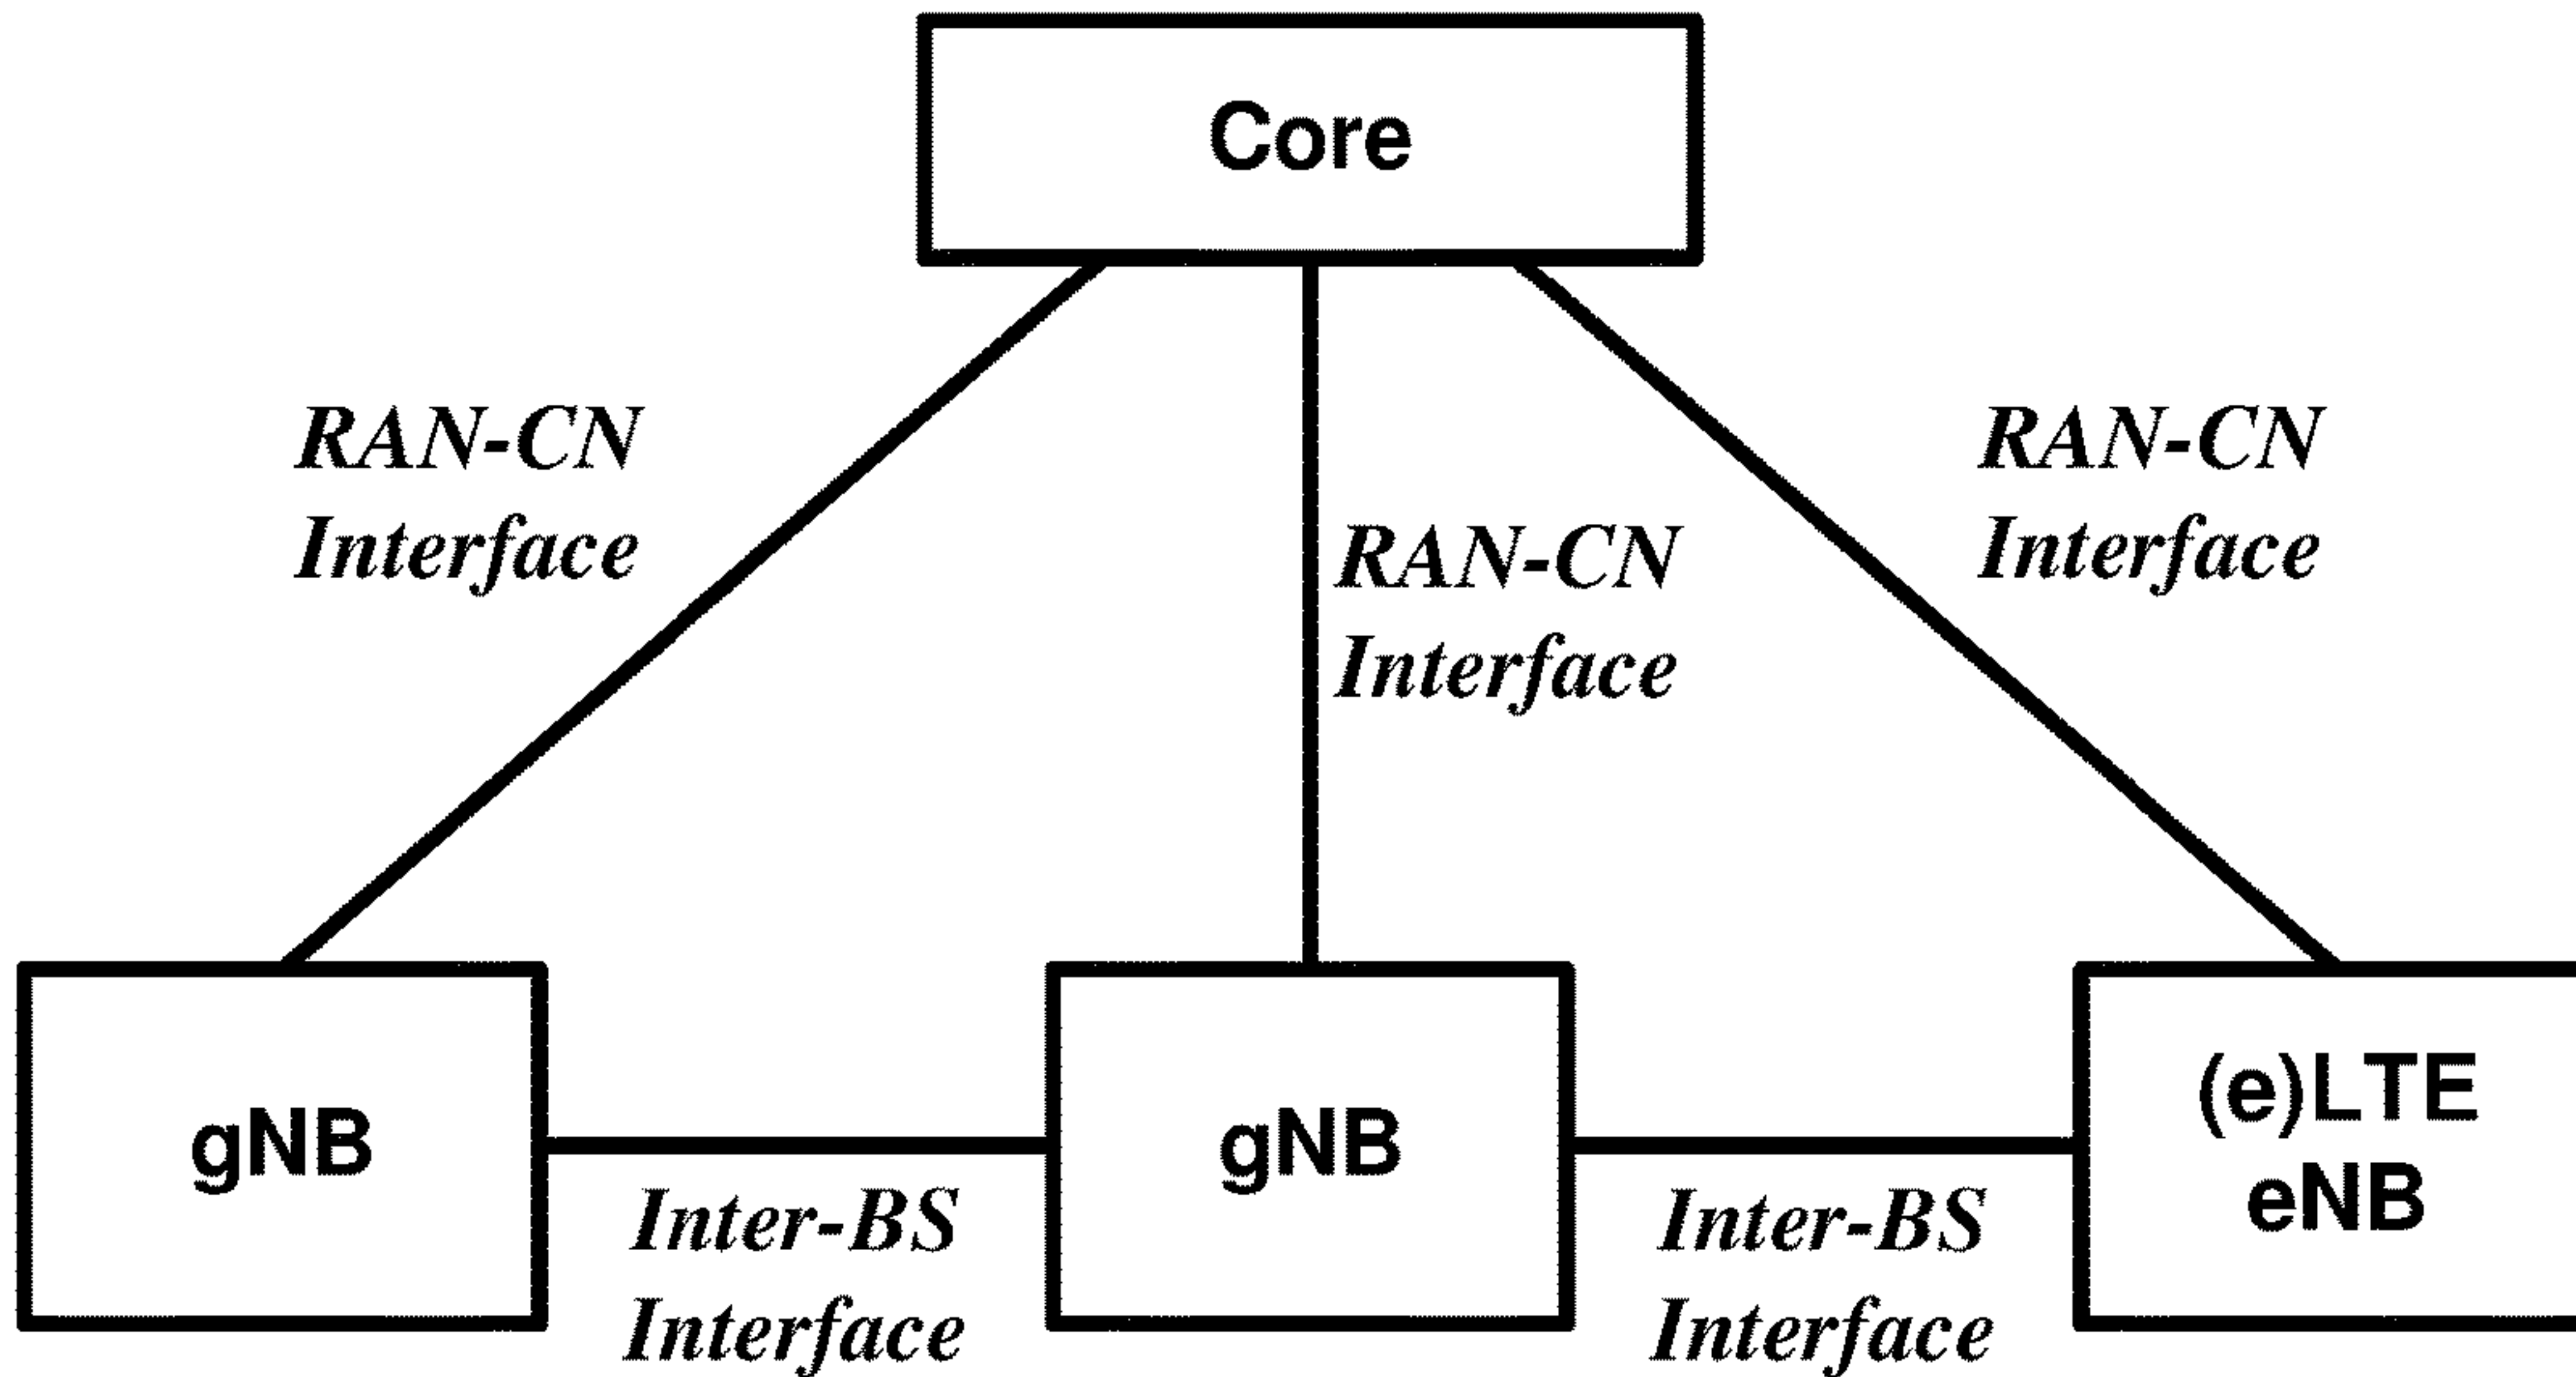 Core
RAN-CN
Interface
RAN-CN
Interface
RAN-CN
Interface
gNB
Inter-BS
Interface
gNB
Inter-BS
Interface
(e)LTE
eNB